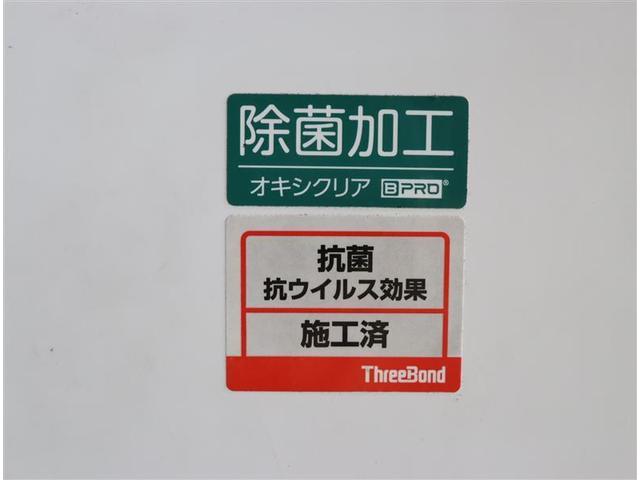 除菌加工
オキシクリア BPRO®
抗菌
抗ウイルス効果
施工済
ThreeBond